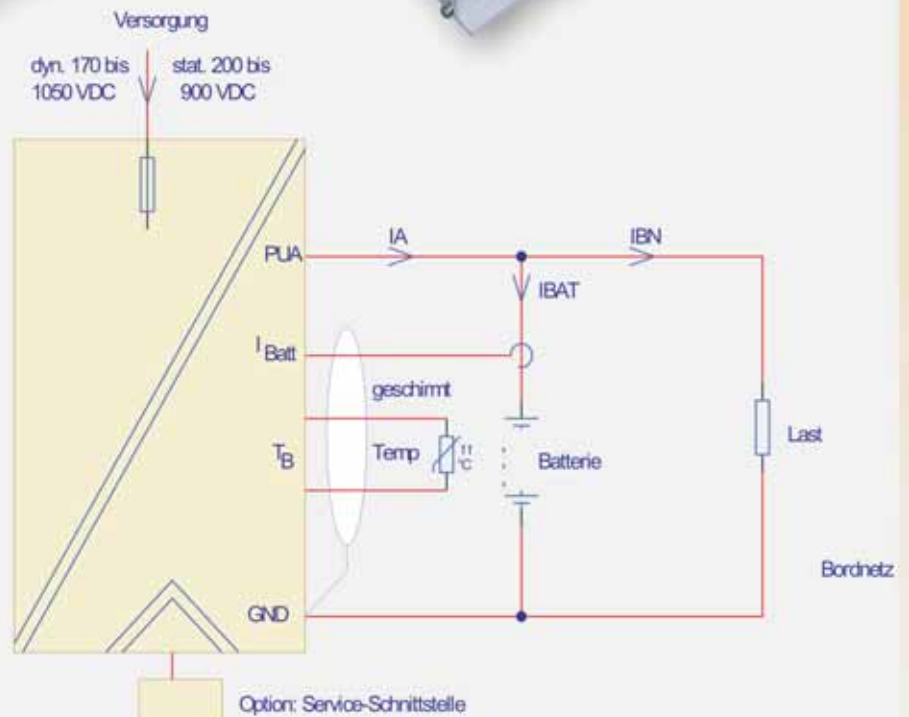 Versorgung
dyn. 170 bis
1050 VDC
stat. 200 bis
900 VDC
PUA
IA
IBN
IBAT
I Batt
geschirmt
TB
Temp
°C
Batterie
Last
Bordnetz
GND
Option: Service-Schnittstelle